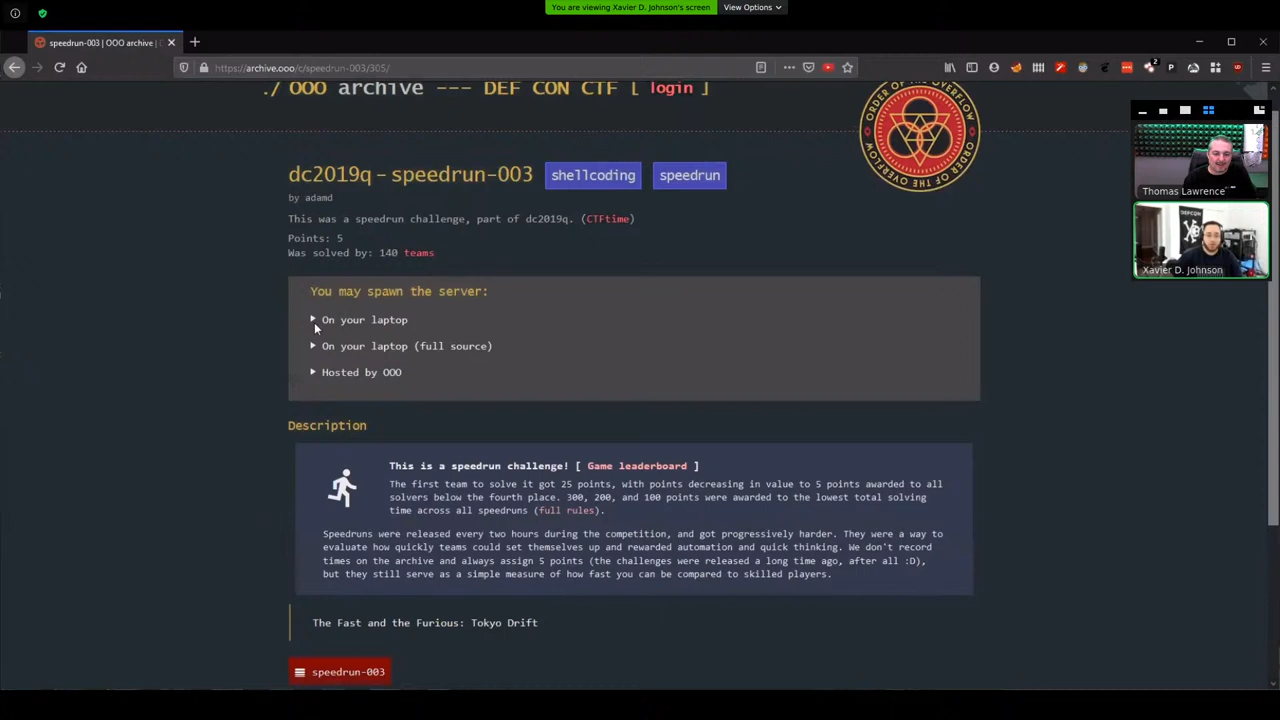 You are viewing Xavier D. Johnson's screen
View Options
speedrun-003 | OOO archive |
https://archive.ooo/c/speedrun-003/305/
2
./ OOO archive --- DEF CON CTF [ login ]
ORDER OF THE OVERFLOW · ORDER OF THE OVERFLOW
Thomas Lawrence
DEFCON
Xavier D. Johnson
dc2019q - speedrun-003 shellcoding speedrun
by adamd
This was a speedrun challenge, part of dc2019q. (CTFtime)
Points: 5
Was solved by: 140 teams
You may spawn the server:
On your laptop
On your laptop (full source)
Hosted by OOO
Description
This is a speedrun challenge! [ Game leaderboard ]
The first team to solve it got 25 points, with points decreasing in value to 5 points awarded to all
solvers below the fourth place. 300, 200, and 100 points were awarded to the lowest total solving
time across all speedruns (full rules).
Speedruns were released every two hours during the competition, and got progressively harder. They were a way to
evaluate how quickly teams could set themselves up and rewarded automation and quick thinking. We don't record
times on the archive and always assign 5 points (the challenges were released a long time ago, after all :D),
but they still serve as a simple measure of how fast you can be compared to skilled players.
The Fast and the Furious: Tokyo Drift
speedrun-003